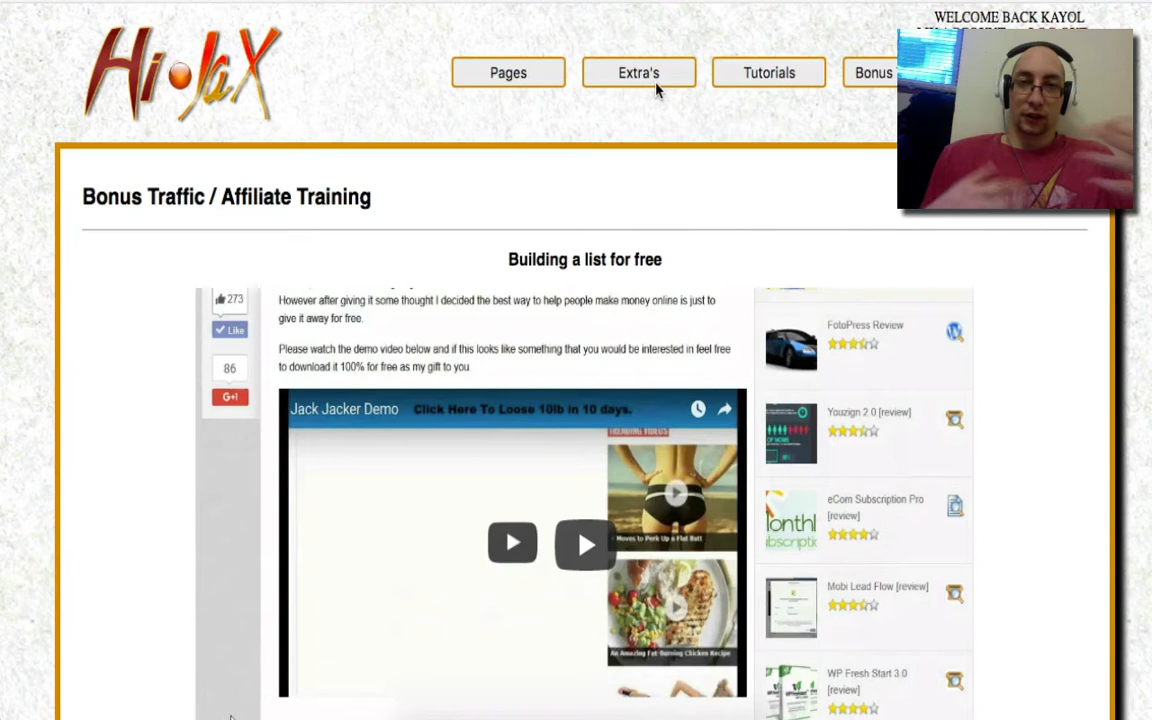 WELCOME BACK KAYOL
Hi JaX
Pages
Extra's
Tutorials
Bonus
Bonus Traffic / Affiliate Training
Building a list for free
273
Like
86
G+1
However after giving it some thought I decided the best way to help people make money online is just to
give it away for free.
Please watch the demo video below and if this looks like something that you would be interested in feel free
to download it 100% for free as my gift to you.
Jack Jacker Demo
Click Here To Loose 10lb in 10 days.
TRENDING VIDEOS
Moves to Perk Up a Flat Butt
An Amazing Fat-Burning Chicken Recipe
FotoPress Review
Youzign 2.0 [review]
eCom Subscription Pro
[review]
Mobi Lead Flow [review]
WP Fresh Start 3.0
[review]